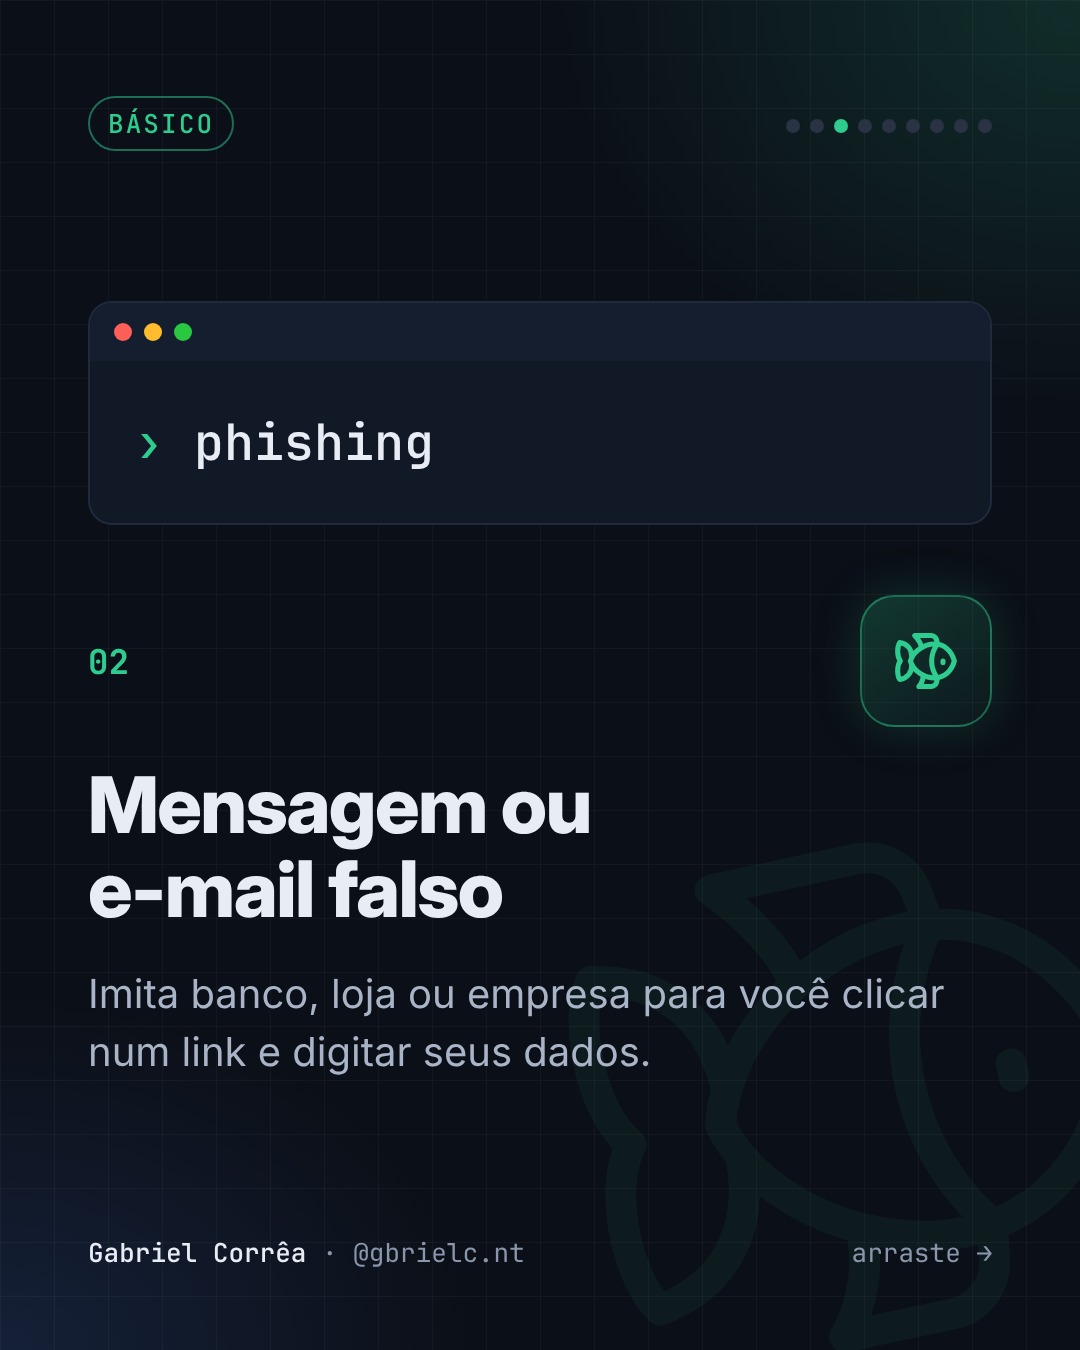 BÁSICO
› phishing
02
Mensagem ou
e-mail falso
Imita banco, loja ou empresa para você clicar
num link e digitar seus dados.
Gabriel Corrêa · @gbrielc.nt
arraste →